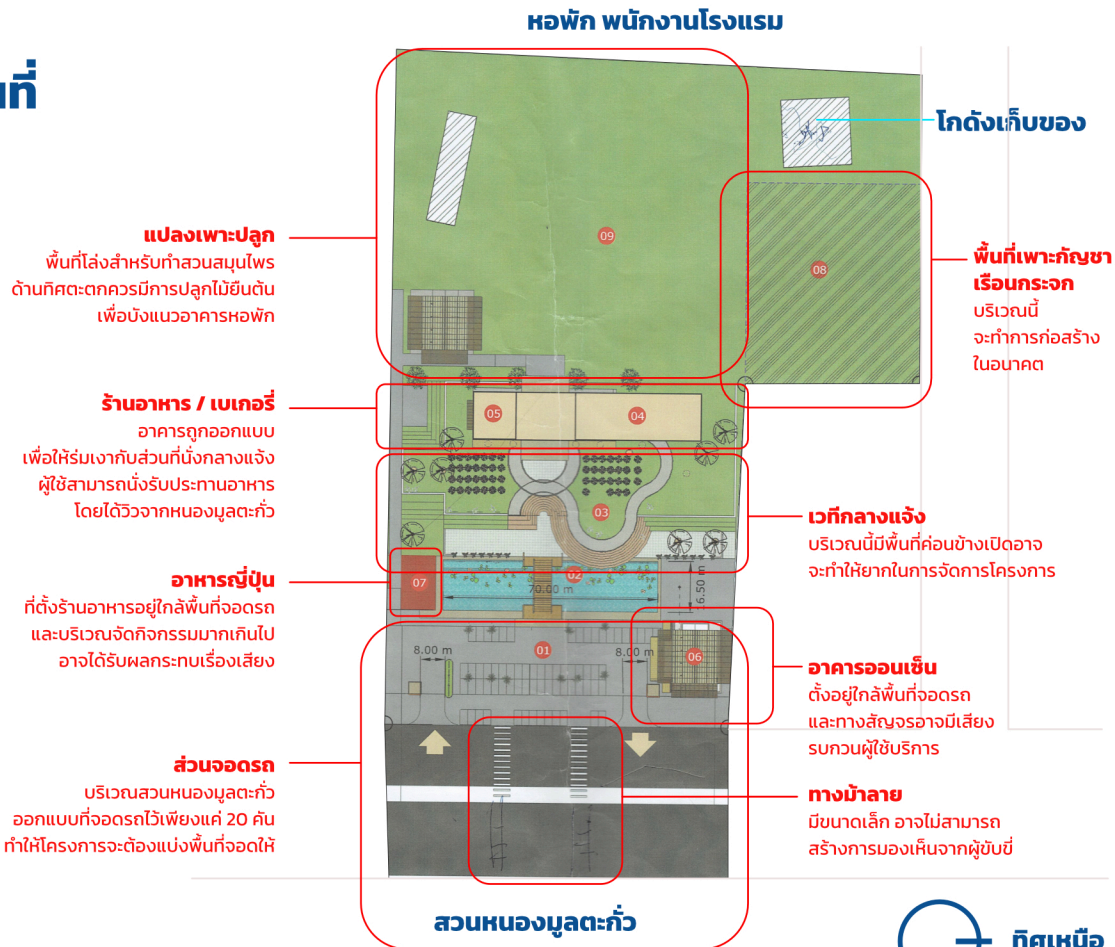 หอพัก พนักงานโรงแรม
โกดังเก็บของ
แปลงเพาะปลูก
พื้นที่โล่งสำหรับทำสวนสมุนไพร
ด้านทิศตะตกควรมีการปลูกไม้ยืนต้น
เพื่อบังแนวอาคารหอพัก
09
08
พื้นที่เพาะกัญชา
เรือนกระจก
บริเวณนี้
จะทำการก่อสร้าง
ในอนาคต
ร้านอาหาร / เบเกอรี่
อาคารถูกออกแบบ
เพื่อให้ร่มเงากับส่วนที่นั่งกลางแจ้ง
ผู้ใช้สามารถนั่งรับประทานอาหาร
โดยได้วิวจากหนองมูลตะกั่ว
05
04
03
เวทีกลางแจ้ง
บริเวณนี้มีพื้นที่ค่อนข้างเปิดอาจ
จะทำให้ยากในการจัดการโครงการ
อาหารญี่ปุ่น
ที่ตั้งร้านอาหารอยู่ใกล้พื้นที่จอดรถ
และบริเวณจัดกิจกรรมมากเกินไป
อาจได้รับผลกระทบเรื่องเสียง
07
02
70.00 m
16.50 m
01
8.00 m
8.00 m
06
อาคารออนเซ็น
ตั้งอยู่ใกล้พื้นที่จอดรถ
และทางสัญจรอาจมีเสียง
รบกวนผู้ใช้บริการ
ส่วนจอดรถ
บริเวณสวนหนองมูลตะกั่ว
ออกแบบที่จอดรถไว้เพียงแค่ 20 คัน
ทำให้โครงการจะต้องแบ่งพื้นที่จอดให้
ทางม้าลาย
มีขนาดเล็ก อาจไม่สามารถ
สร้างการมองเห็นจากผู้ขับขี่
สวนหนองมูลตะกั่ว
ทิศเหนือ